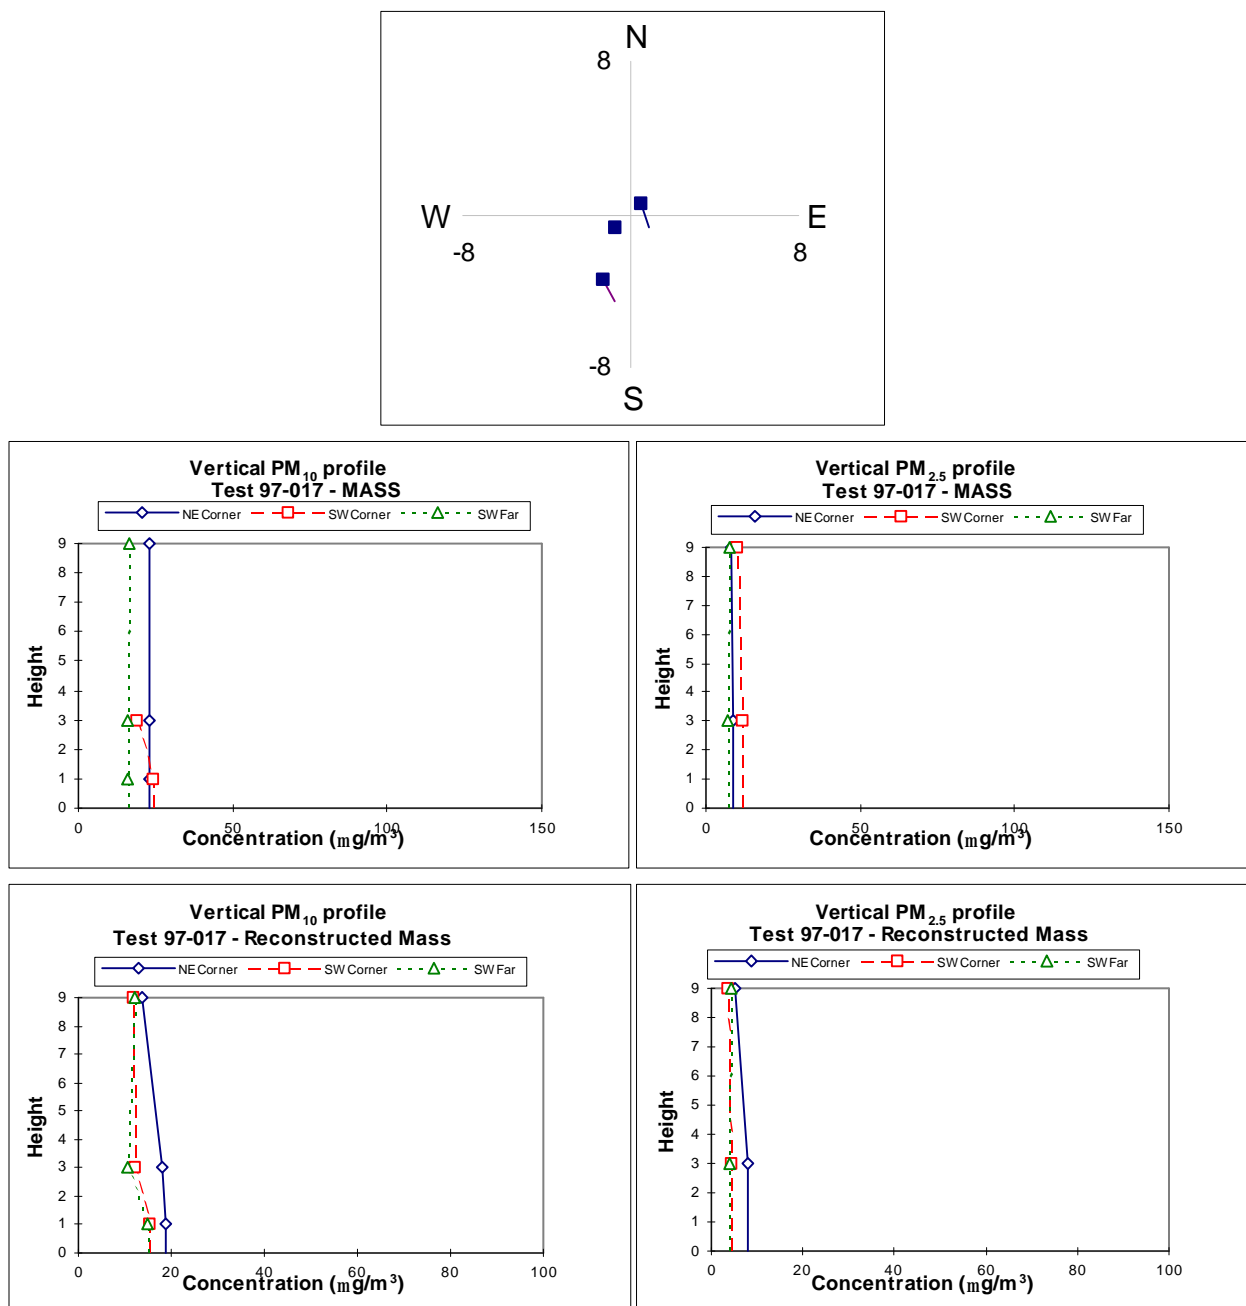 N
8
W
E
-8
8
-8
S
Vertical PM10 profile
Test 97-017 - MASS
NE Corner SW Corner SW Far
9
8
7
6
5
4
3
2
1
0
Height
0 50 100 150
Concentration (mg/m³)
Vertical PM2.5 profile
Test 97-017 - MASS
NE Corner SW Corner SW Far
9
8
7
6
5
4
3
2
1
0
Height
0 50 100 150
Concentration (mg/m³)
Vertical PM10 profile
Test 97-017 - Reconstructed Mass
NE Corner SW Corner SW Far
9
8
7
6
5
4
3
2
1
0
Height
0 20 40 60 80 100
Concentration (mg/m³)
Vertical PM2.5 profile
Test 97-017 - Reconstructed Mass
NE Corner SW Corner SW Far
9
8
7
6
5
4
3
2
1
0
Height
0 20 40 60 80 100
Concentration (mg/m³)